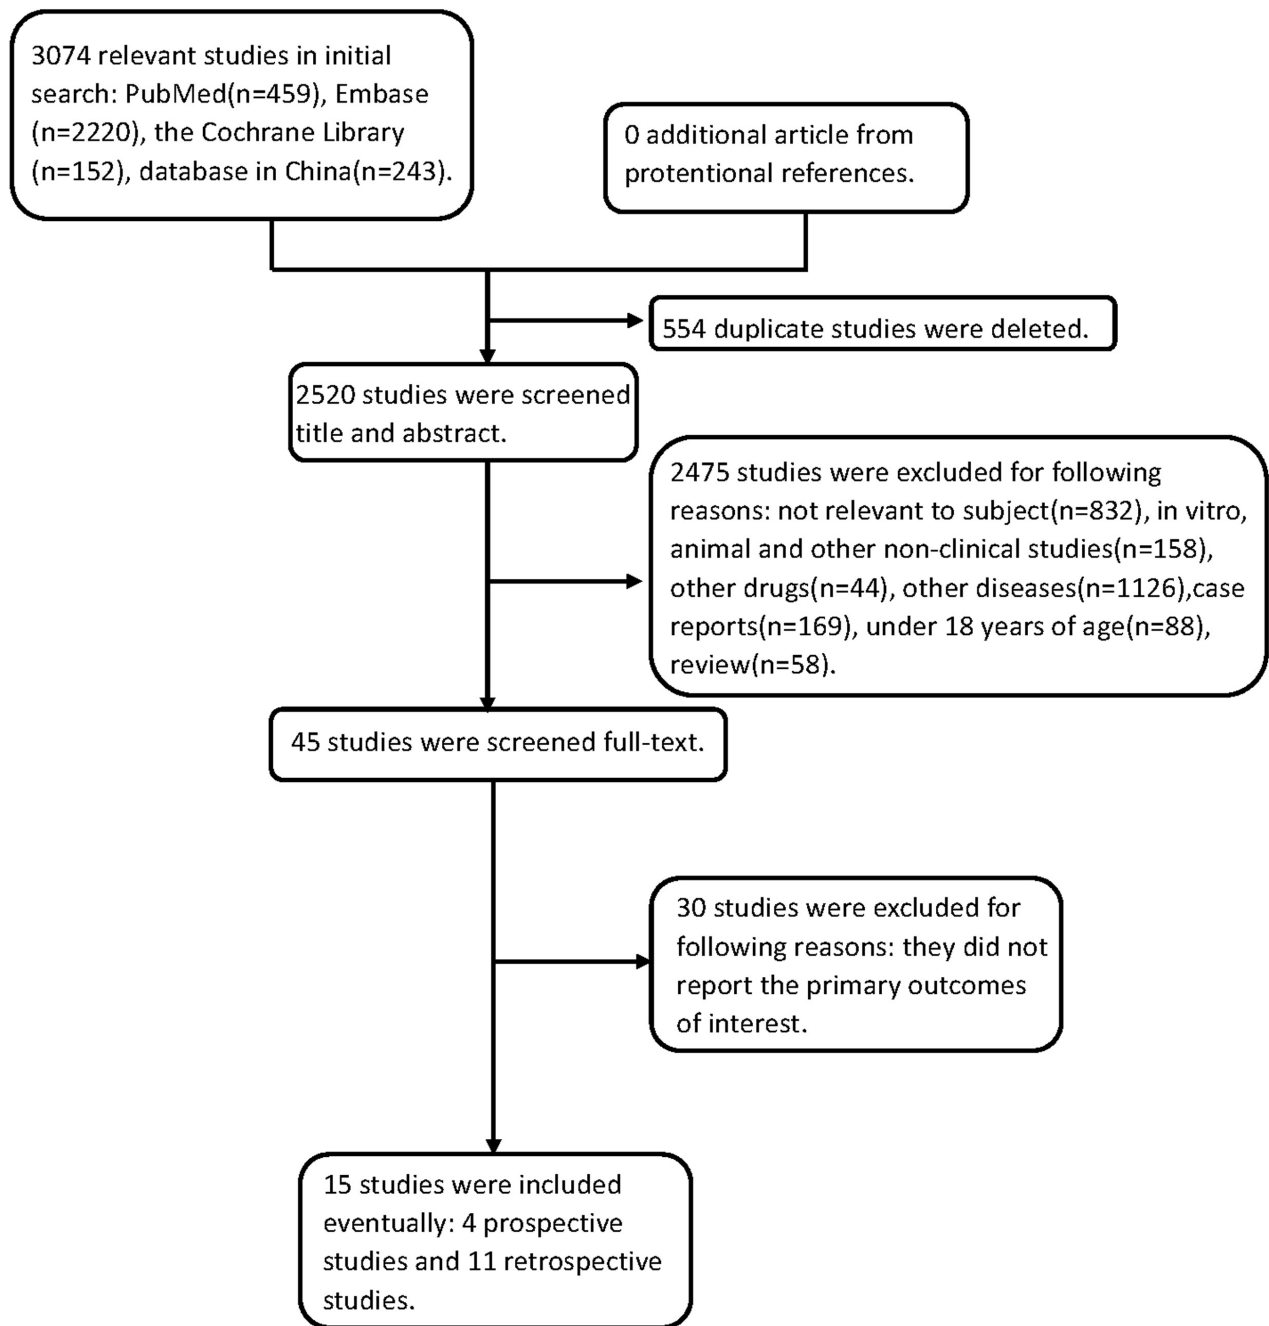 3074 relevant studies in initial
search: PubMed(n=459), Embase
(n=2220), the Cochrane Library
(n=152), database in China(n=243).
0 additional article from
protentional references.
554 duplicate studies were deleted.
2520 studies were screened
title and abstract.
2475 studies were excluded for following
reasons: not relevant to subject(n=832), in vitro,
animal and other non-clinical studies(n=158),
other drugs(n=44), other diseases(n=1126),case
reports(n=169), under 18 years of age(n=88),
review(n=58).
45 studies were screened full-text.
30 studies were excluded for
following reasons: they did not
report the primary outcomes
of interest.
15 studies were included
eventually: 4 prospective
studies and 11 retrospective
studies.